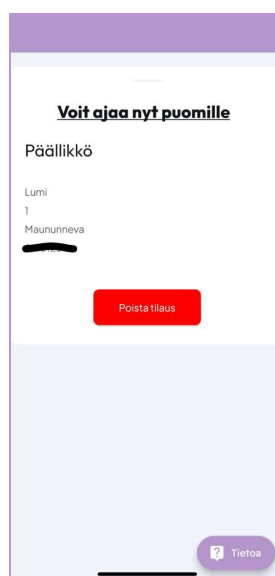 Voit ajaa nyt puomille
Päällikkö
Lumi
1
Maununneva
Poista tilaus
Tietoa